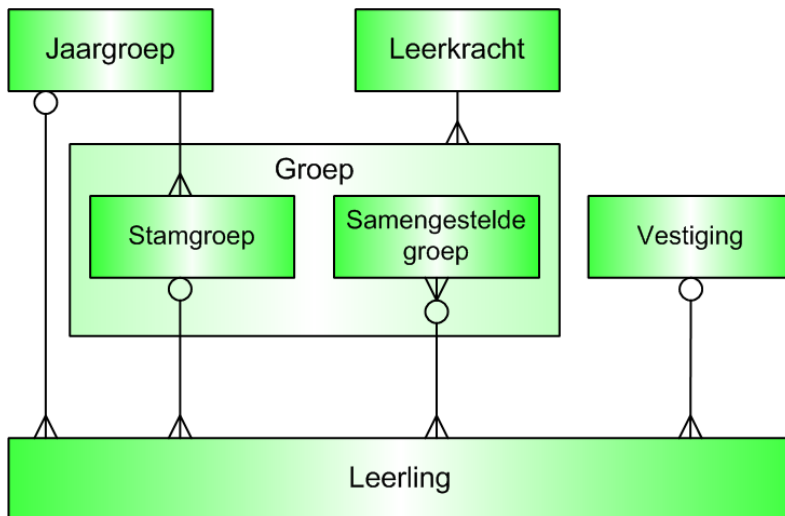 Jaargroep
Leerkracht
Groep
Stamgroep
Samengestelde
groep
Vestiging
Leerling